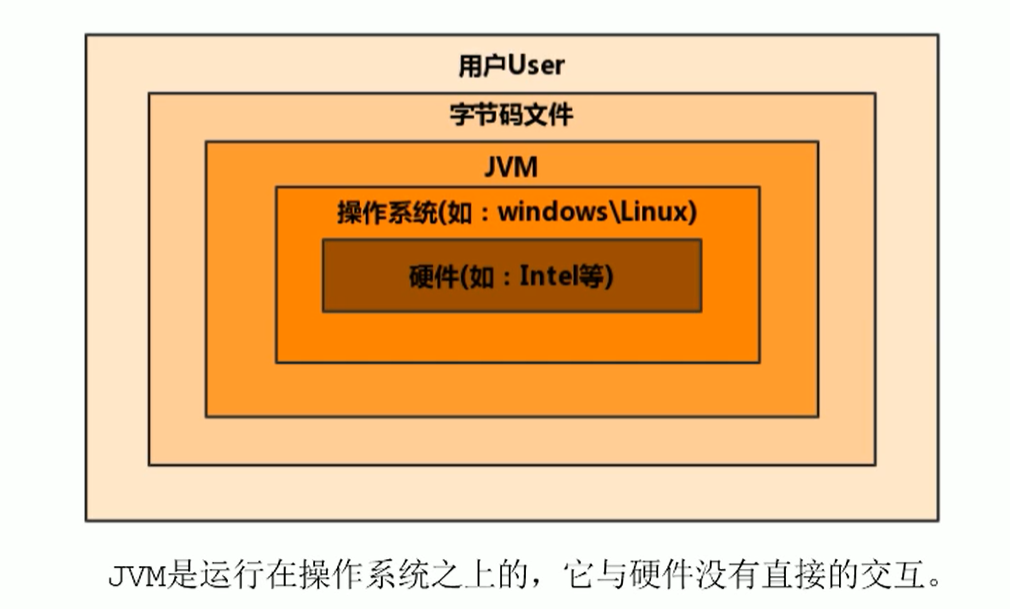 用户User
字节码文件
JVM
操作系统(如：windows\Linux)
硬件(如：Intel等)
JVM是运行在操作系统之上的，它与硬件没有直接的交互。